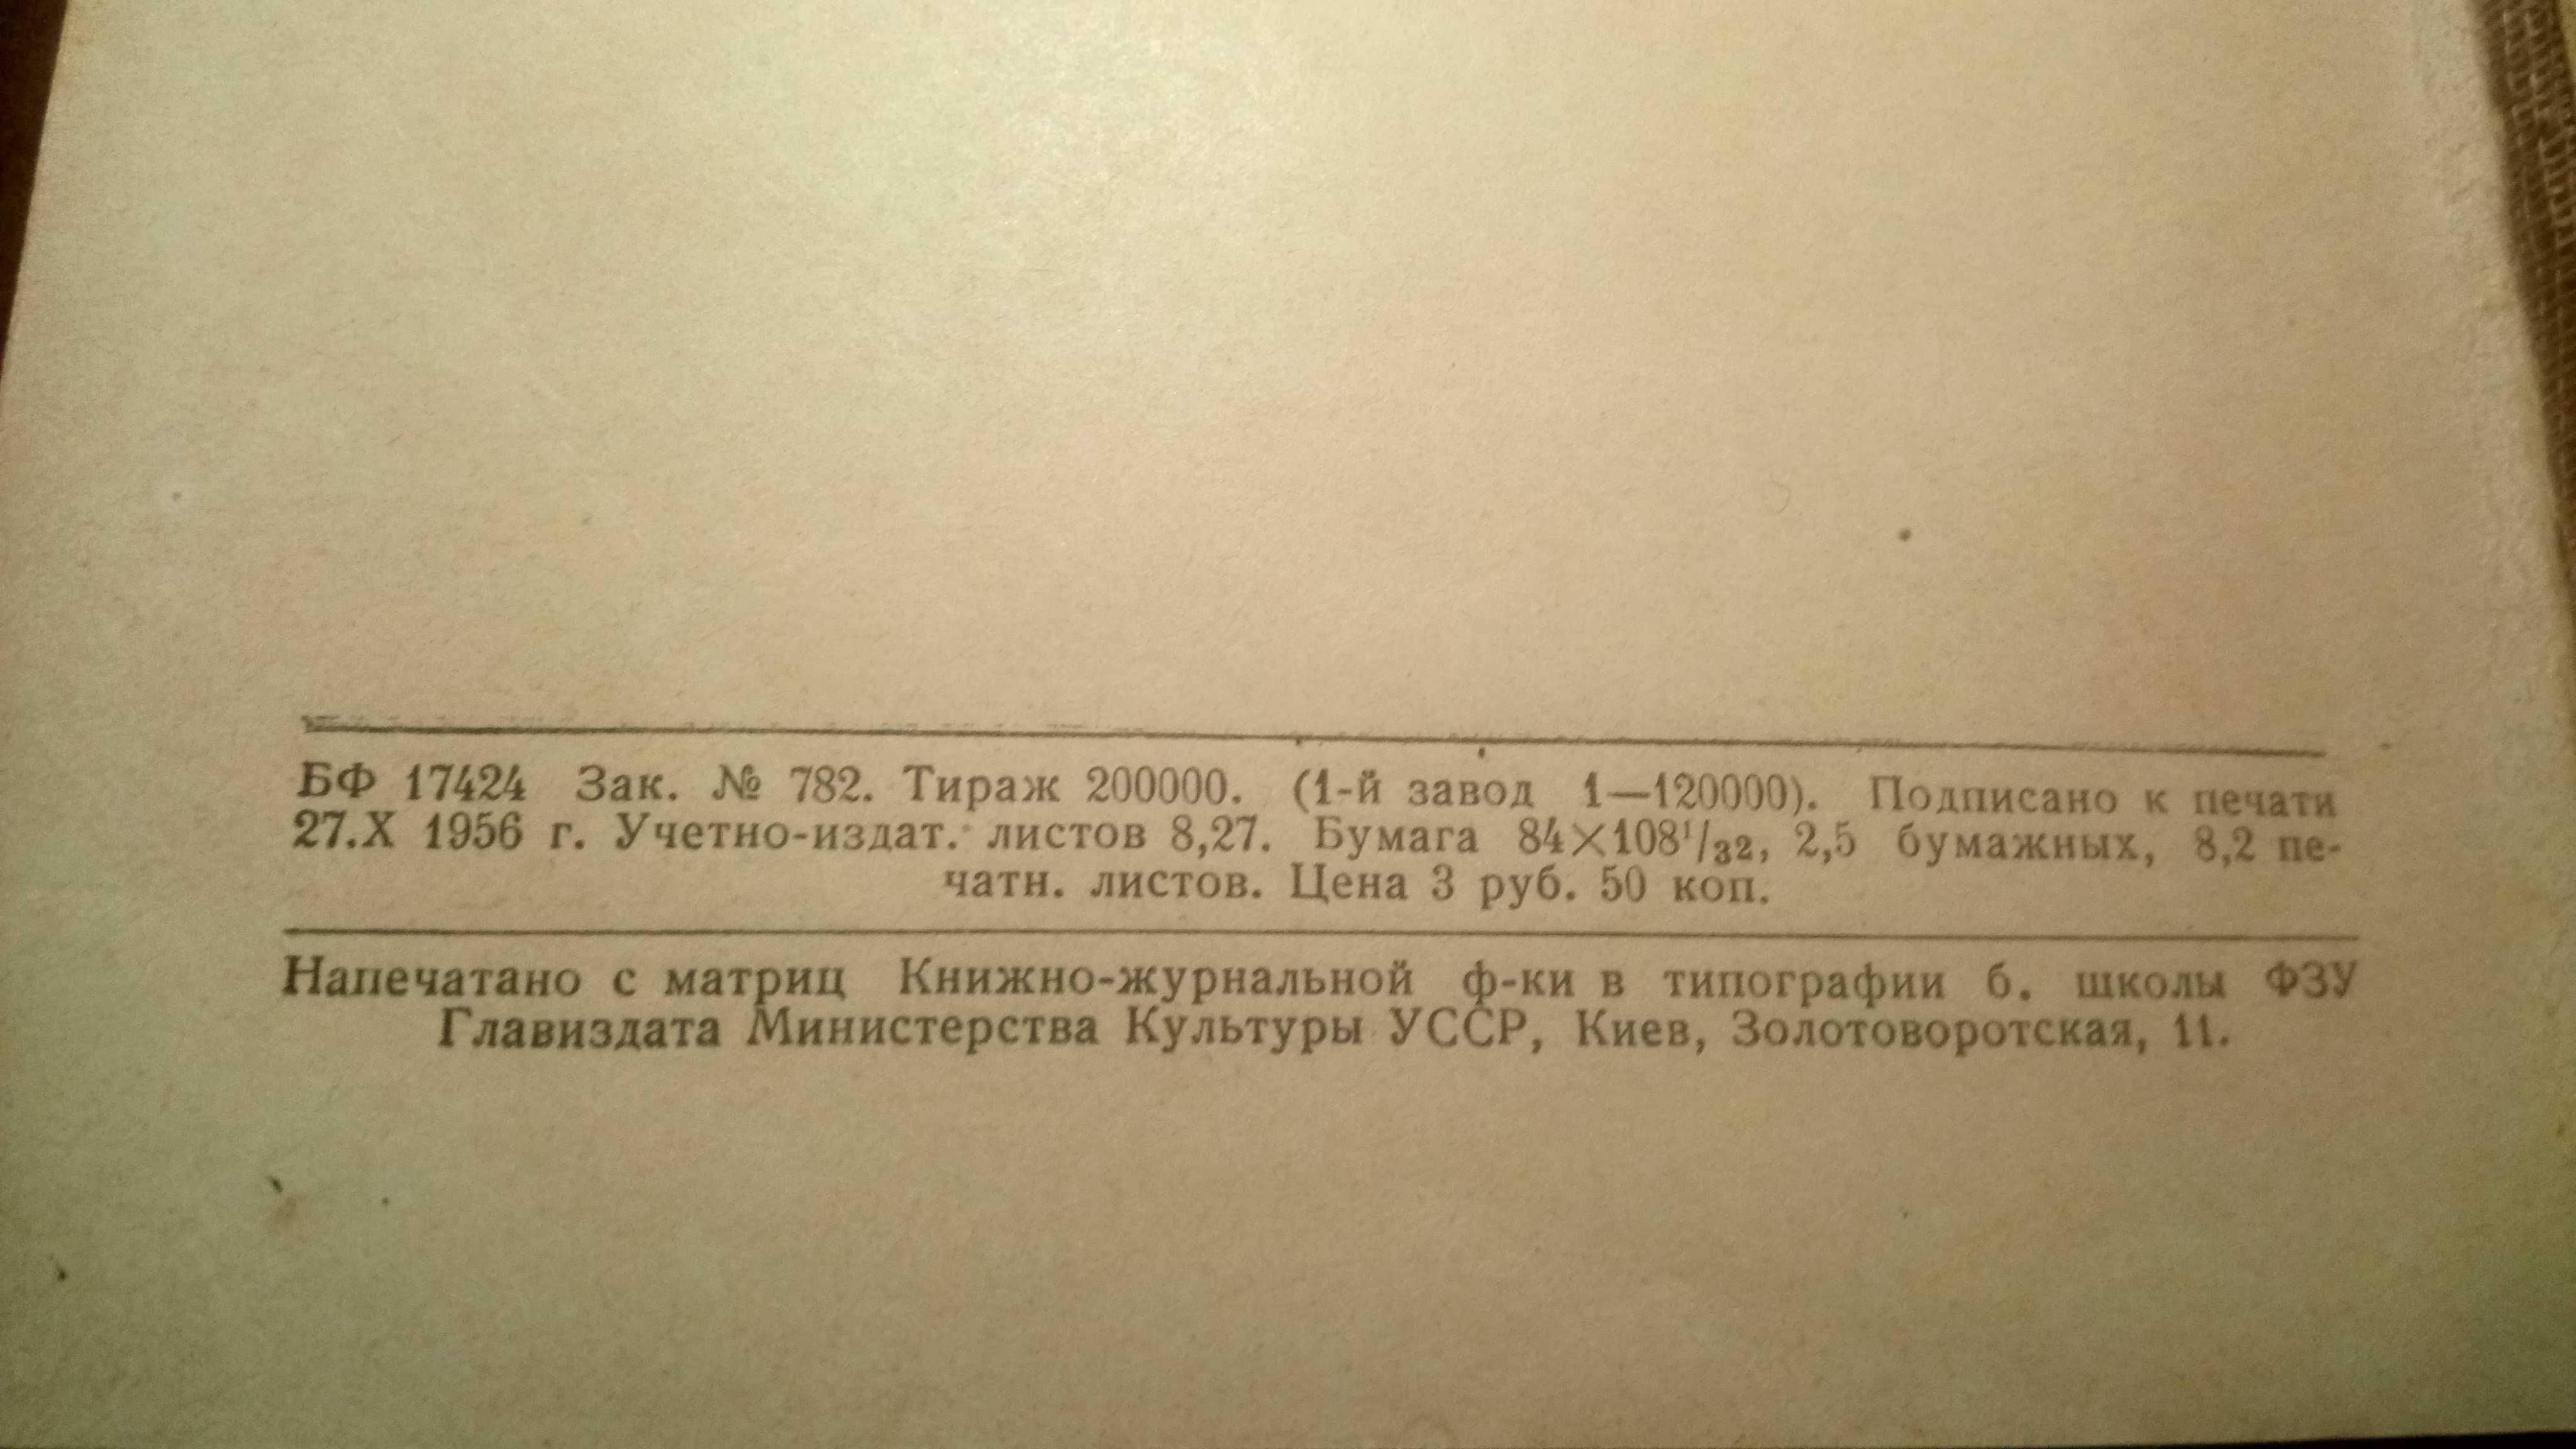 БФ 17424 Зак. № 782. Тираж 200000. (1-й завод 1—120000). Подписано к печати
27.X 1956 г. Учетно-издат. листов 8,27. Бумага 84×108¹/₃₂, 2,5 бумажных, 8,2 пе-
чатн. листов. Цена 3 руб. 50 коп.
Напечатано с матриц Книжно-журнальной ф-ки в типографии б. школы ФЗУ
Главиздата Министерства Культуры УССР, Киев, Золотоворотская, 11.